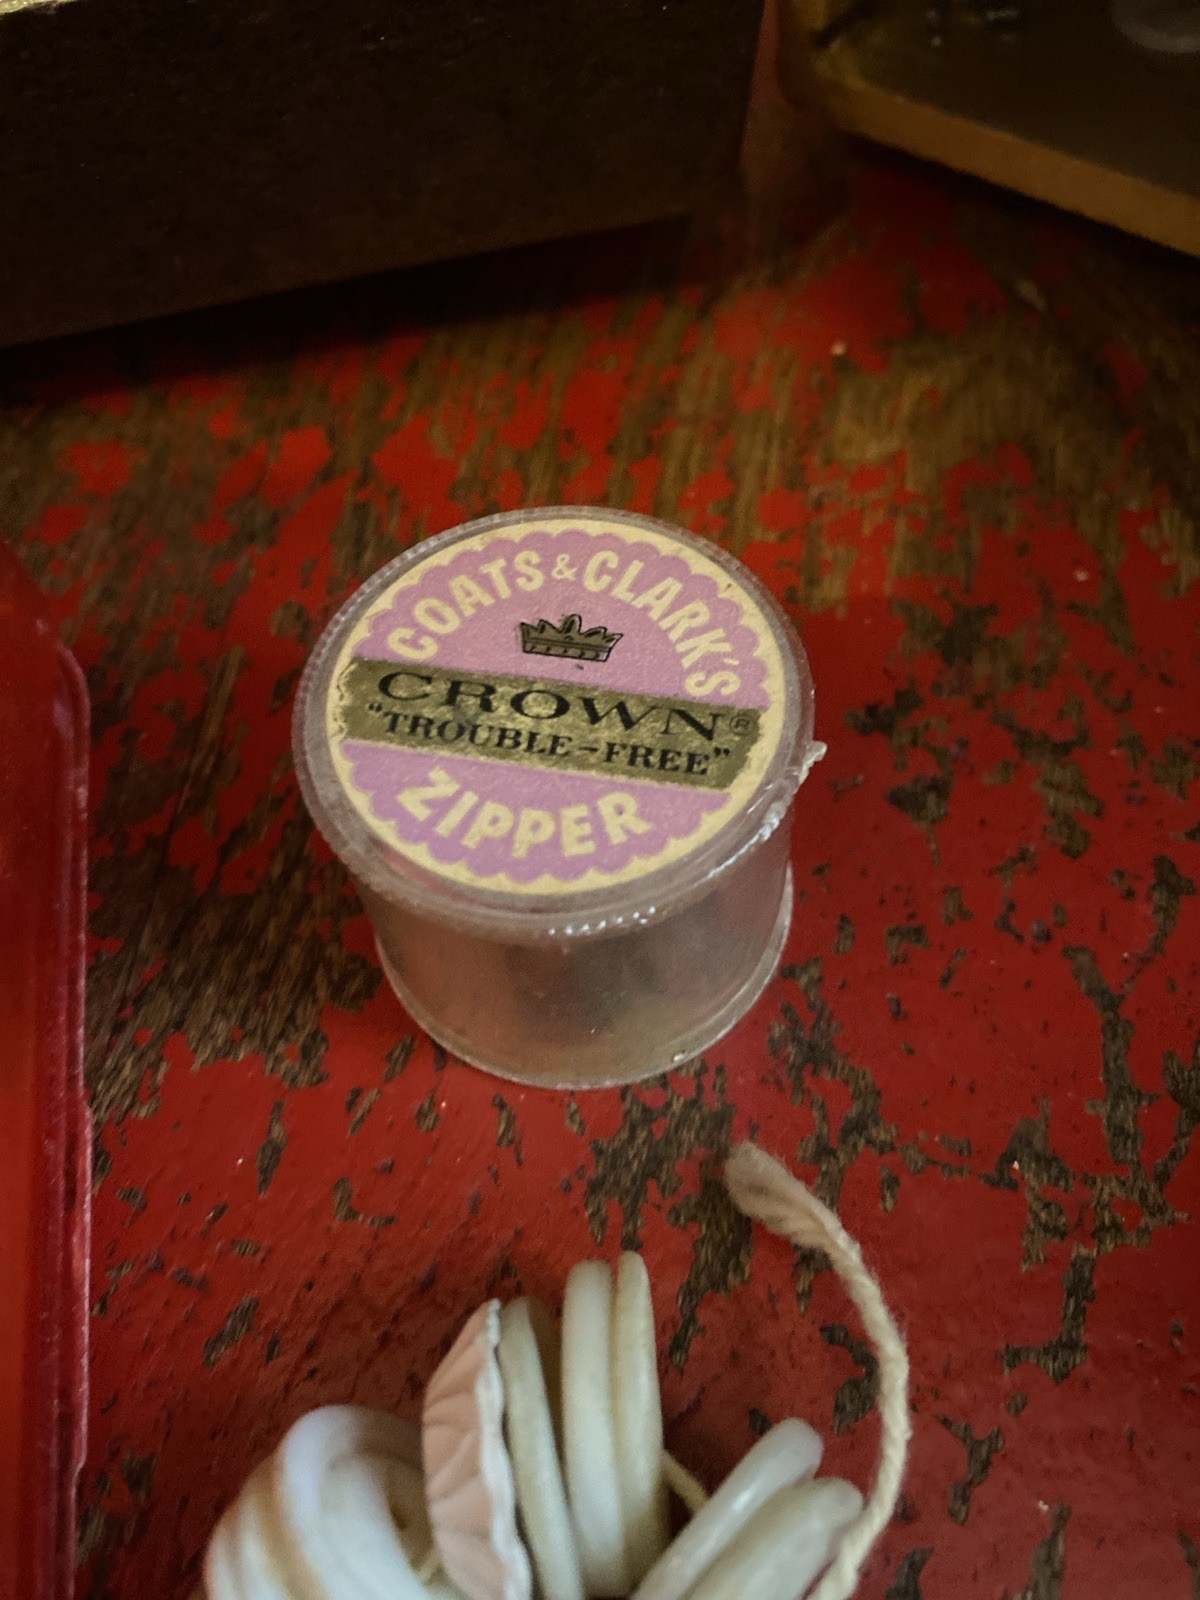 COATS & CLARK'S
CROWN®
"TROUBLE-FREE"
ZIPPER